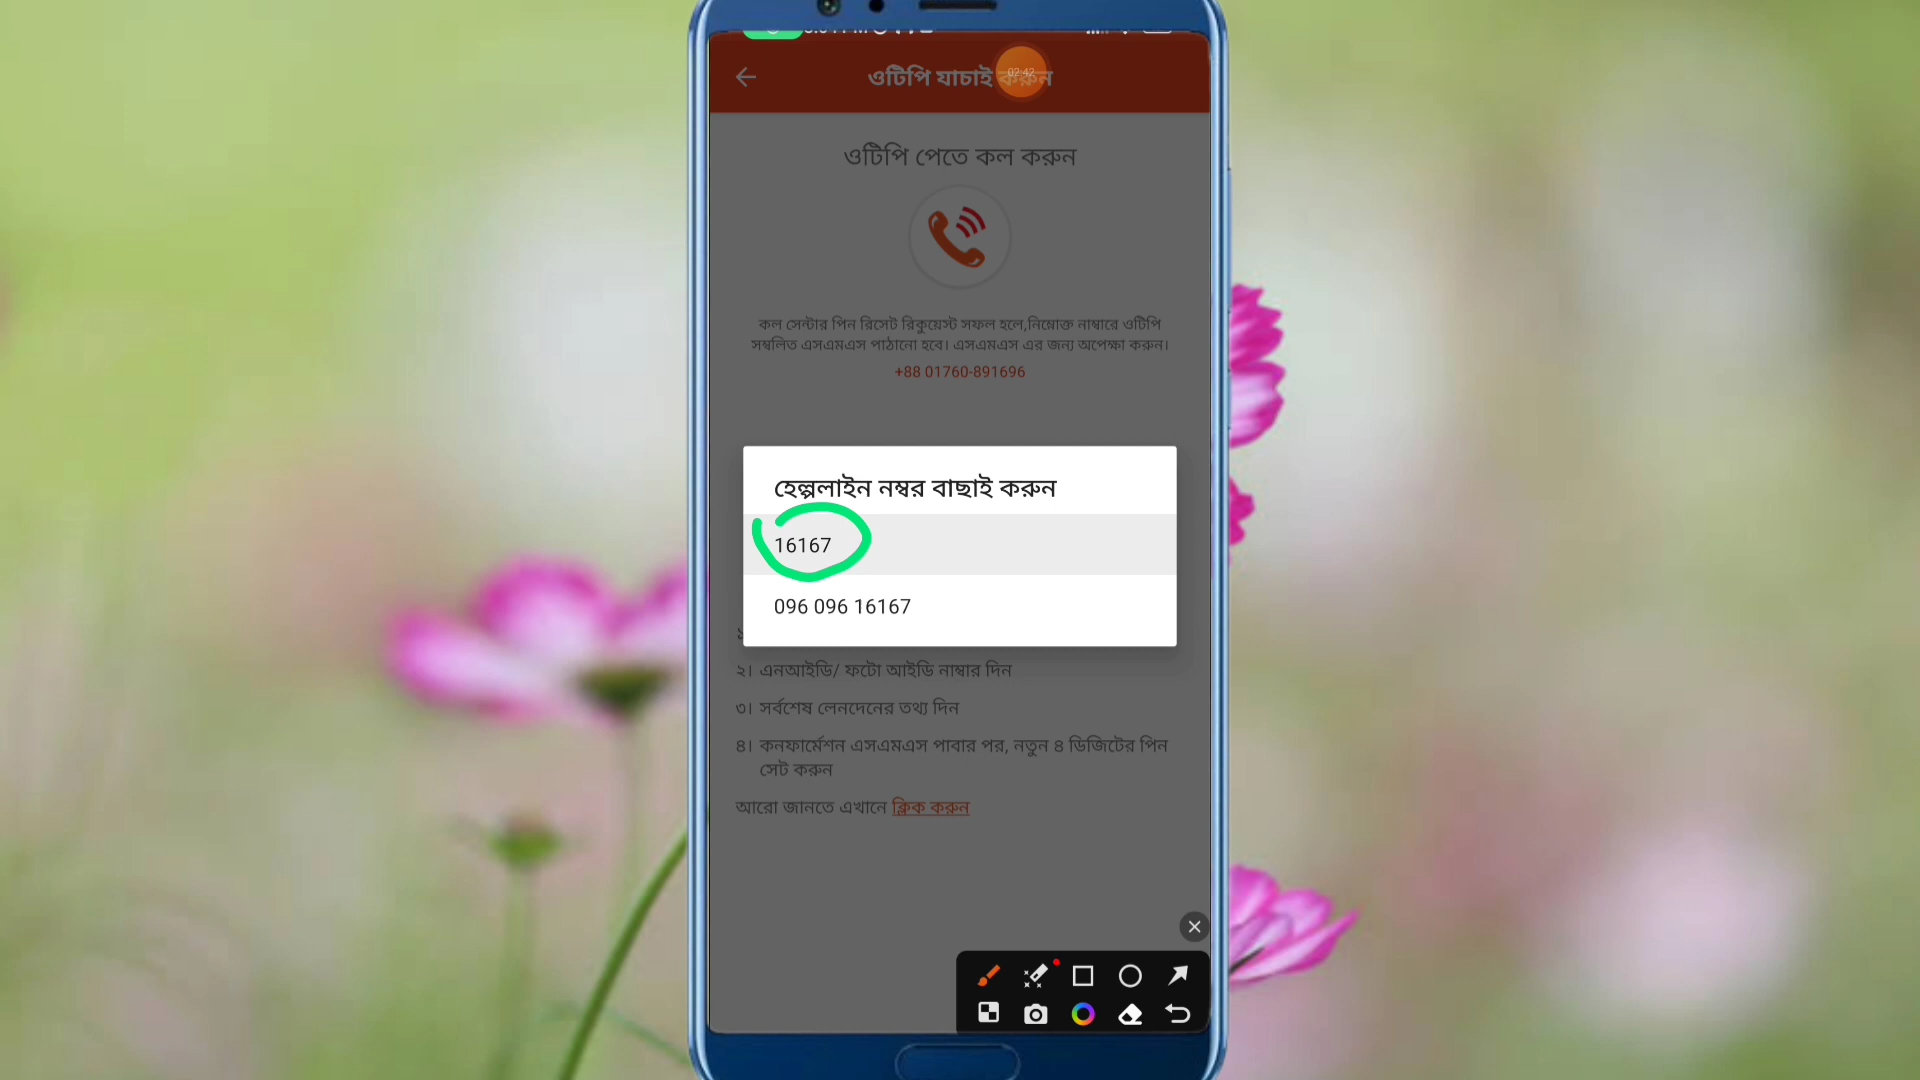 ওটিপি যাচাই করুন
02:42
ওটিপি পেতে কল করুন
কল সেন্টার পিন রিসেট রিকুয়েস্ট সফল হলে,নিম্নোক্ত নাম্বারে ওটিপি
সম্বলিত এসএমএস পাঠানো হবে। এসএমএস এর জন্য অপেক্ষা করুন।
+88 01760-891696
হেল্পলাইন নম্বর বাছাই করুন
16167
096 096 16167
২। এনআইডি/ ফটো আইডি নাম্বার দিন
৩। সর্বশেষ লেনদেনের তথ্য দিন
৪। কনফার্মেশন এসএমএস পাবার পর, নতুন ৪ ডিজিটের পিন
সেট করুন
আরো জানতে এখানে ক্লিক করুন